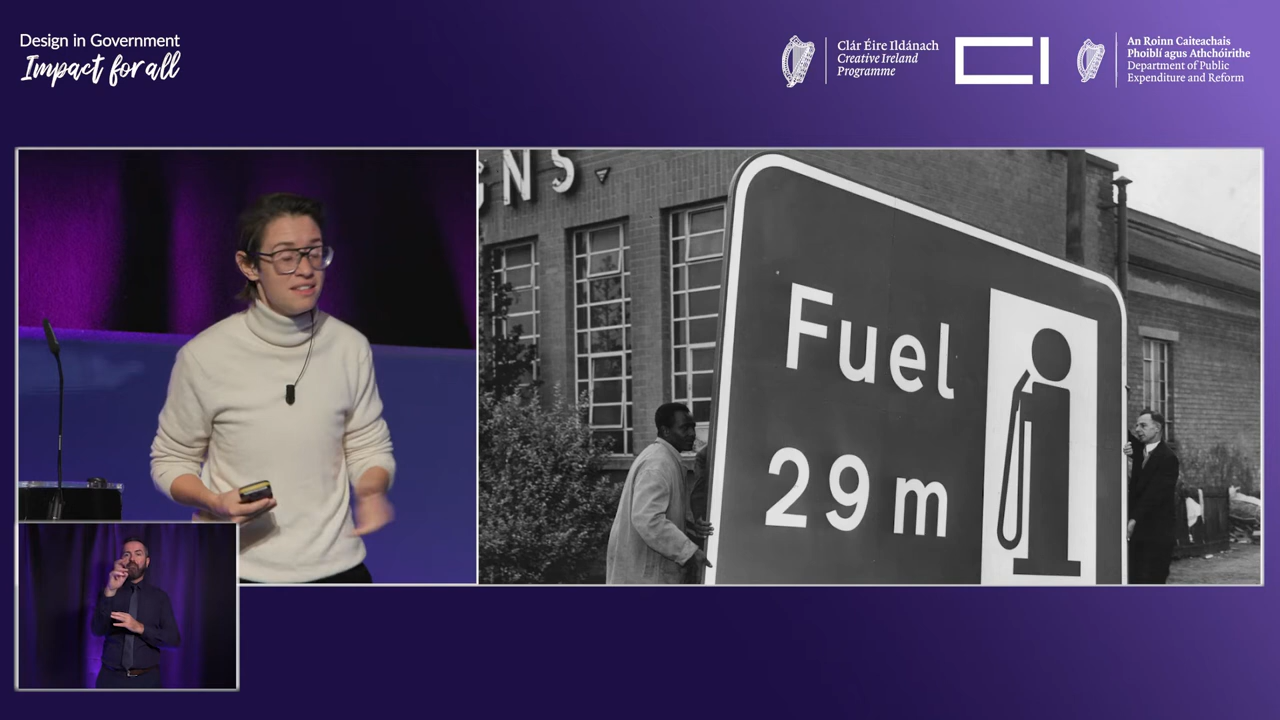 Design in Government
Impact for all
Clár Éire Ildánach
Creative Ireland
Programme
An Roinn Caiteachais
Phoiblí agus Athchóirithe
Department of Public
Expenditure and Reform
GNS
Fuel
29m